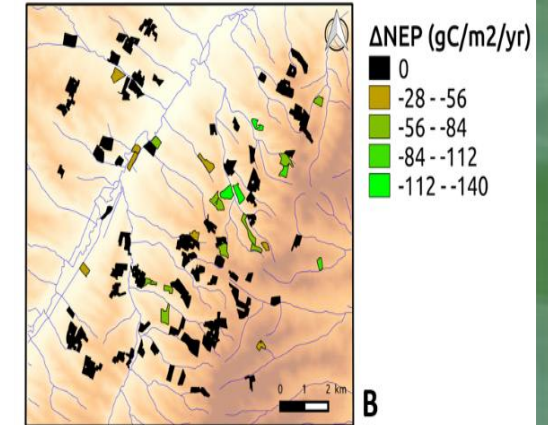 ΔNEP (gC/m2/yr)
0
-28 - -56
-56 - -84
-84 - -112
-112 - -140
0 1 2 km
B